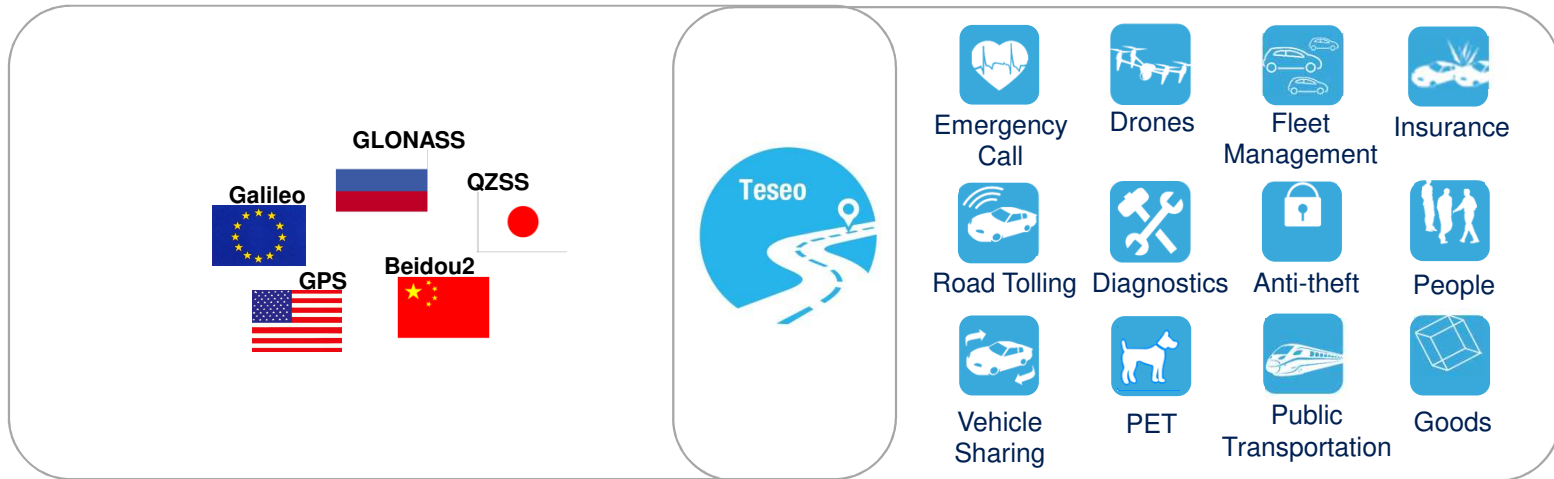 GLONASS
QZSS
Galileo
Beidou2
GPS
Teseo
Emergency
Call
Drones
Fleet
Management
Insurance
Road Tolling
Diagnostics
Anti-theft
People
Vehicle
Sharing
PET
Public
Transportation
Goods